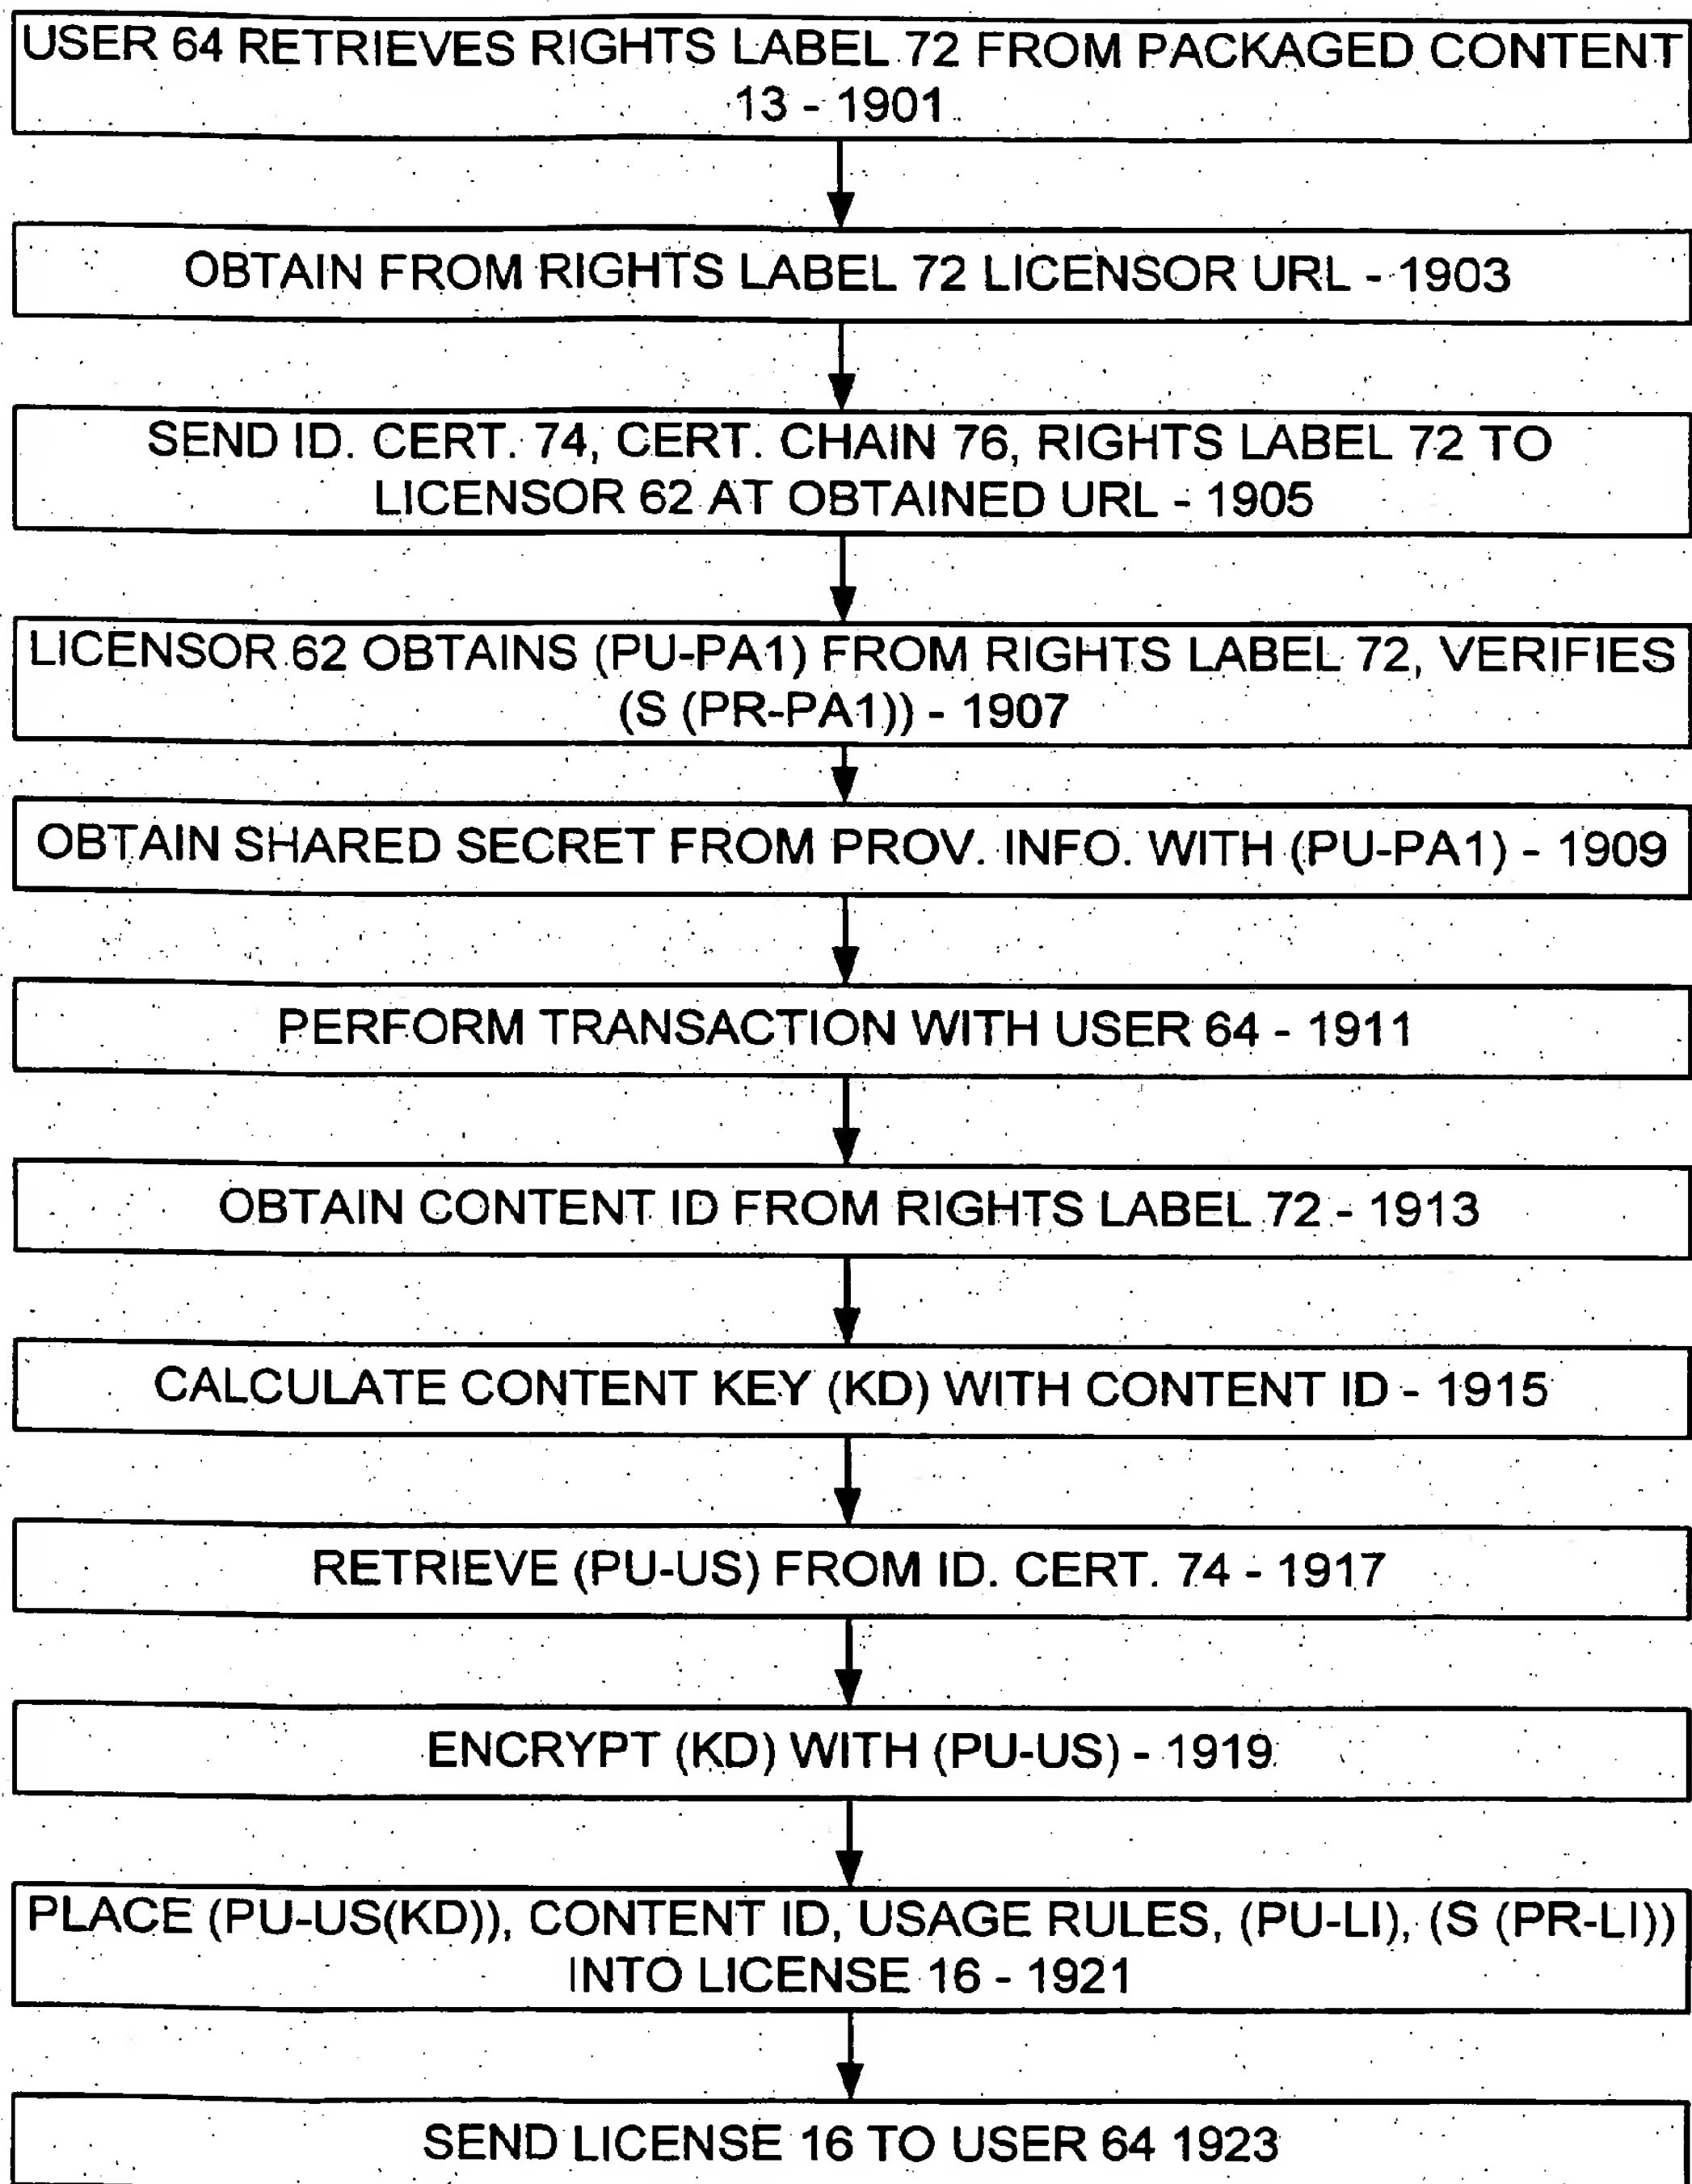 USER 64 RETRIEVES RIGHTS LABEL 72 FROM PACKAGED CONTENT
13 - 1901
OBTAIN FROM RIGHTS LABEL 72 LICENSOR URL - 1903
SEND ID. CERT. 74, CERT. CHAIN 76, RIGHTS LABEL 72 TO
LICENSOR 62 AT OBTAINED URL - 1905
LICENSOR 62 OBTAINS (PU-PA1) FROM RIGHTS LABEL 72, VERIFIES
(S (PR-PA1)) - 1907
OBTAIN SHARED SECRET FROM PROV. INFO. WITH (PU-PA1) - 1909
PERFORM TRANSACTION WITH USER 64 - 1911
OBTAIN CONTENT ID FROM RIGHTS LABEL 72 - 1913
CALCULATE CONTENT KEY (KD) WITH CONTENT ID - 1915
RETRIEVE (PU-US) FROM ID. CERT. 74 - 1917
ENCRYPT (KD) WITH (PU-US) - 1919
PLACE (PU-US(KD)), CONTENT ID, USAGE RULES, (PU-LI), (S (PR-LI))
INTO LICENSE 16 - 1921
SEND LICENSE 16 TO USER 64 1923